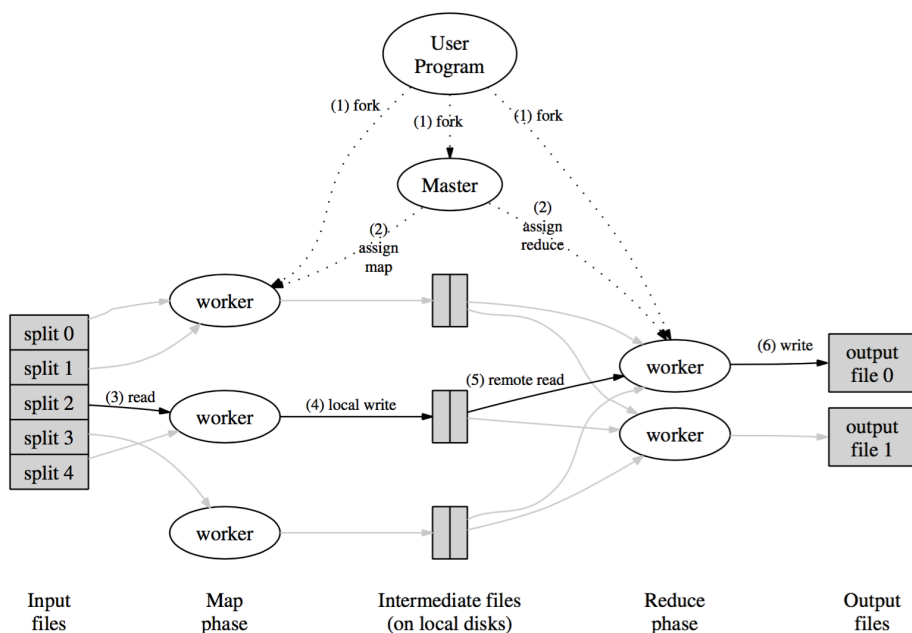 User
Program
(1) fork
(1) fork
(1) fork
Master
(2)
assign
map
(2)
assign
reduce
worker
split 0
split 1
split 2
split 3
split 4
(3) read
worker
(4) local write
(5) remote read
worker
(6) write
output
file 0
worker
output
file 1
worker
Input
files
Map
phase
Intermediate files
(on local disks)
Reduce
phase
Output
files